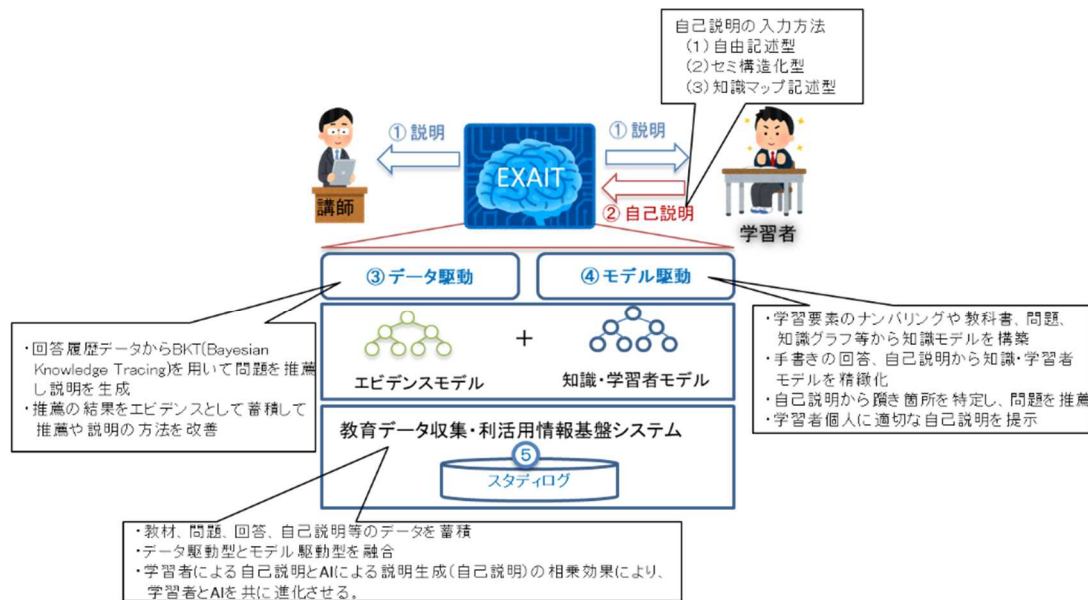 自己説明の入力方法
(1)自由記述型
(2)セミ構造化型
(3)知識マップ記述型
①説明
EXAIT
①説明
②自己説明
講師
学習者
③データ駆動
④モデル駆動
・回答履歴データからBKT(Bayesian
Knowledge Tracing)を用いて問題を推薦
し説明を生成
・推薦の結果をエビデンスとして蓄積して
推薦や説明の方法を改善
+
エビデンスモデル
知識・学習者モデル
・学習要素のナンバリングや教科書、問題、
知識グラフ等から知識モデルを構築
・手書きの回答、自己説明から知識・学習者
モデルを精緻化
・自己説明から躓き箇所を特定し、問題を推薦
・学習者個人に適切な自己説明を提示
教育データ収集・利活用情報基盤システム
⑤
スタディログ
・教材、問題、回答、自己説明等のデータを蓄積
・データ駆動型とモデル駆動型を融合
・学習者による自己説明とAIによる説明生成(自己説明)の相乗効果により、
学習者とAIを共に進化させる。